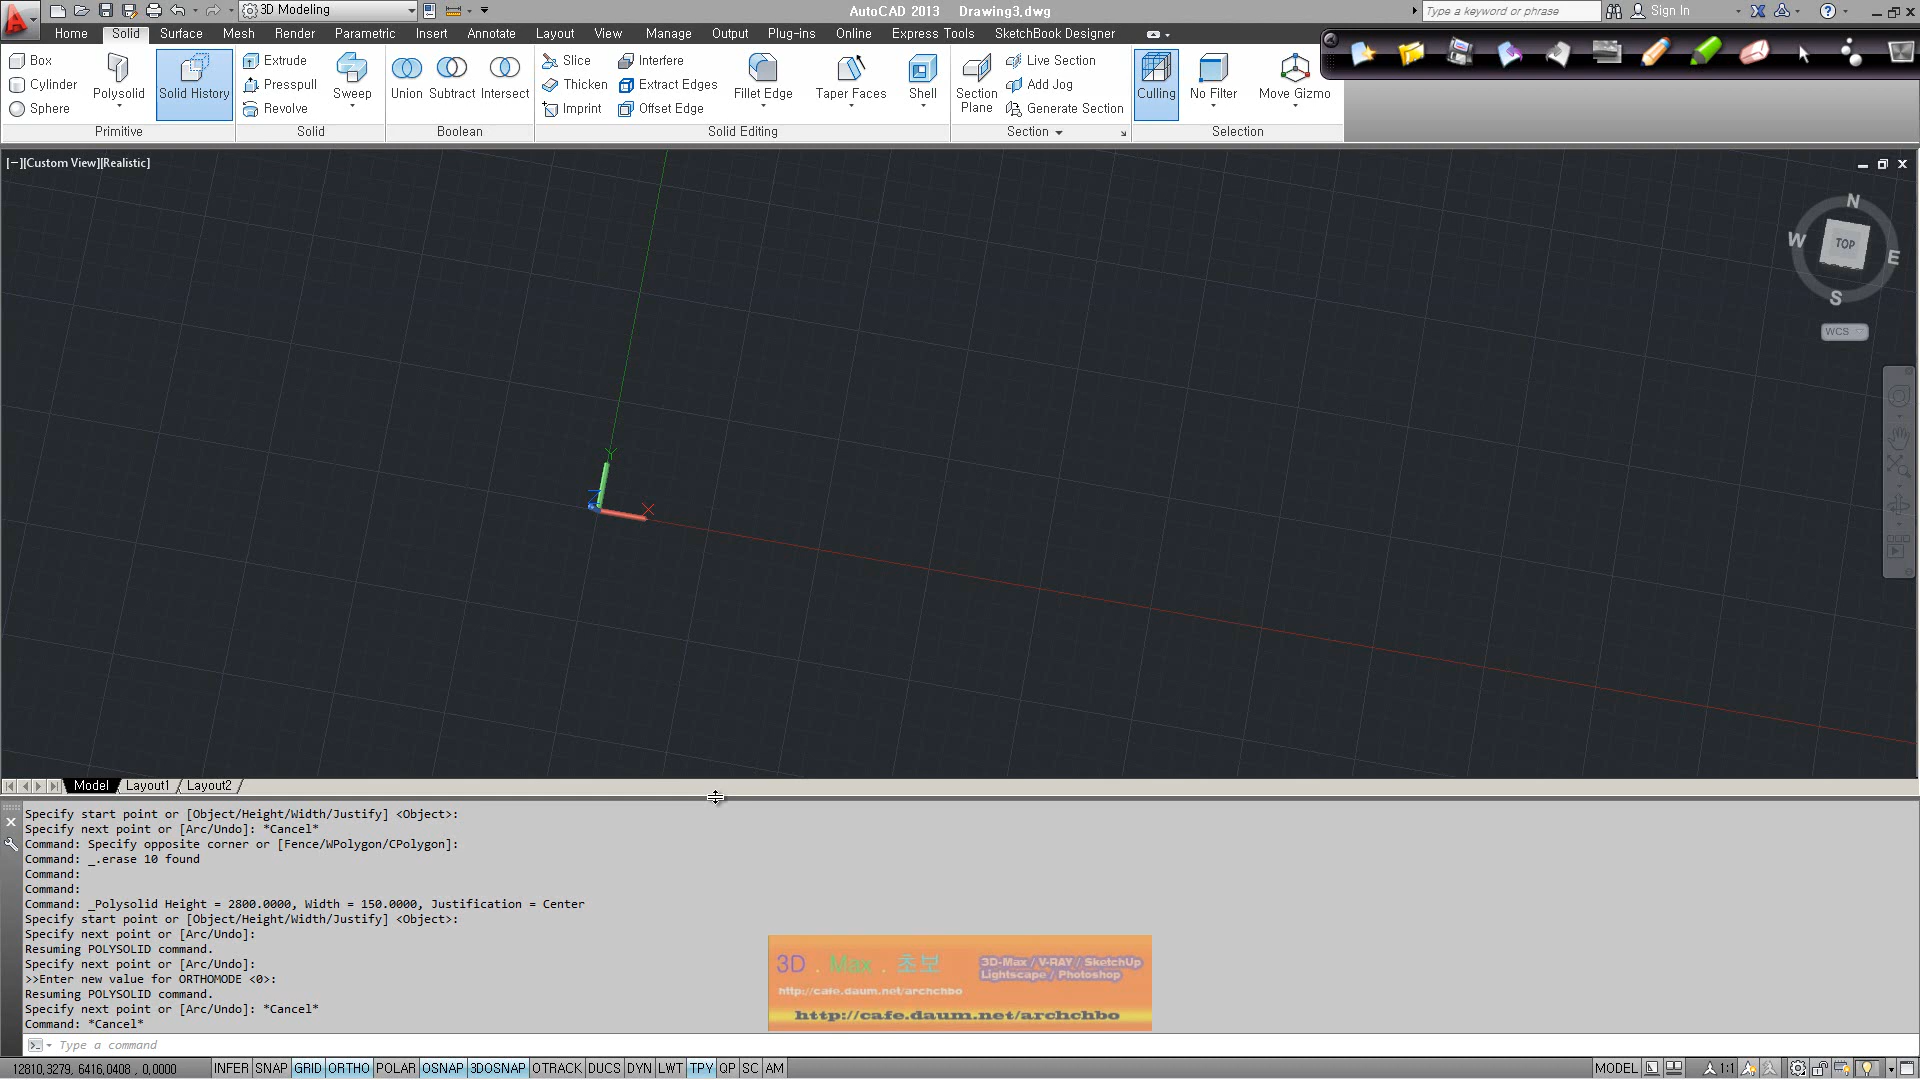 3D Modeling
AutoCAD 2013 Drawing3.dwg
Type a keyword or phrase
Sign In
Home Solid Surface Mesh Render Parametric Insert Annotate Layout View Manage Output Plug-ins Online Express Tools SketchBook Designer
Box
Cylinder
Sphere
Polysolid
Solid History
Primitive
Extrude
Presspull
Revolve
Sweep
Solid
Union Subtract Intersect
Boolean
Slice
Thicken
Imprint
Interfere
Extract Edges
Offset Edge
Fillet Edge
Taper Faces
Shell
Solid Editing
Section
Plane
Live Section
Add Jog
Generate Section
Section
Culling
No Filter
Move Gizmo
Selection
[−][Custom View][Realistic]
N
W
TOP
E
S
WCS
Y
Z
X
Model Layout1 Layout2
Specify start point or [Object/Height/Width/Justify] <Object>:
Specify next point or [Arc/Undo]: *Cancel*
Command: Specify opposite corner or [Fence/WPolygon/CPolygon]:
Command: _.erase 10 found
Command:
Command:
Command: _Polysolid Height = 2800.0000, Width = 150.0000, Justification = Center
Specify start point or [Object/Height/Width/Justify] <Object>:
Specify next point or [Arc/Undo]:
Resuming POLYSOLID command.
Specify next point or [Arc/Undo]:
>>Enter new value for ORTHOMODE <0>:
Resuming POLYSOLID command.
Specify next point or [Arc/Undo]: *Cancel*
Command: *Cancel*
Type a command
3D . Max . 초보
3D-Max / V-RAY / SketchUp
Lightscape / Photoshop
http://cafe.daum.net/archchbo
http://cafe.daum.net/archchbo
12810,3279, 6416,0408 , 0,0000
INFER SNAP GRID ORTHO POLAR OSNAP 3DOSNAP OTRACK DUCS DYN LWT TPY QP SC AM
MODEL
1:1